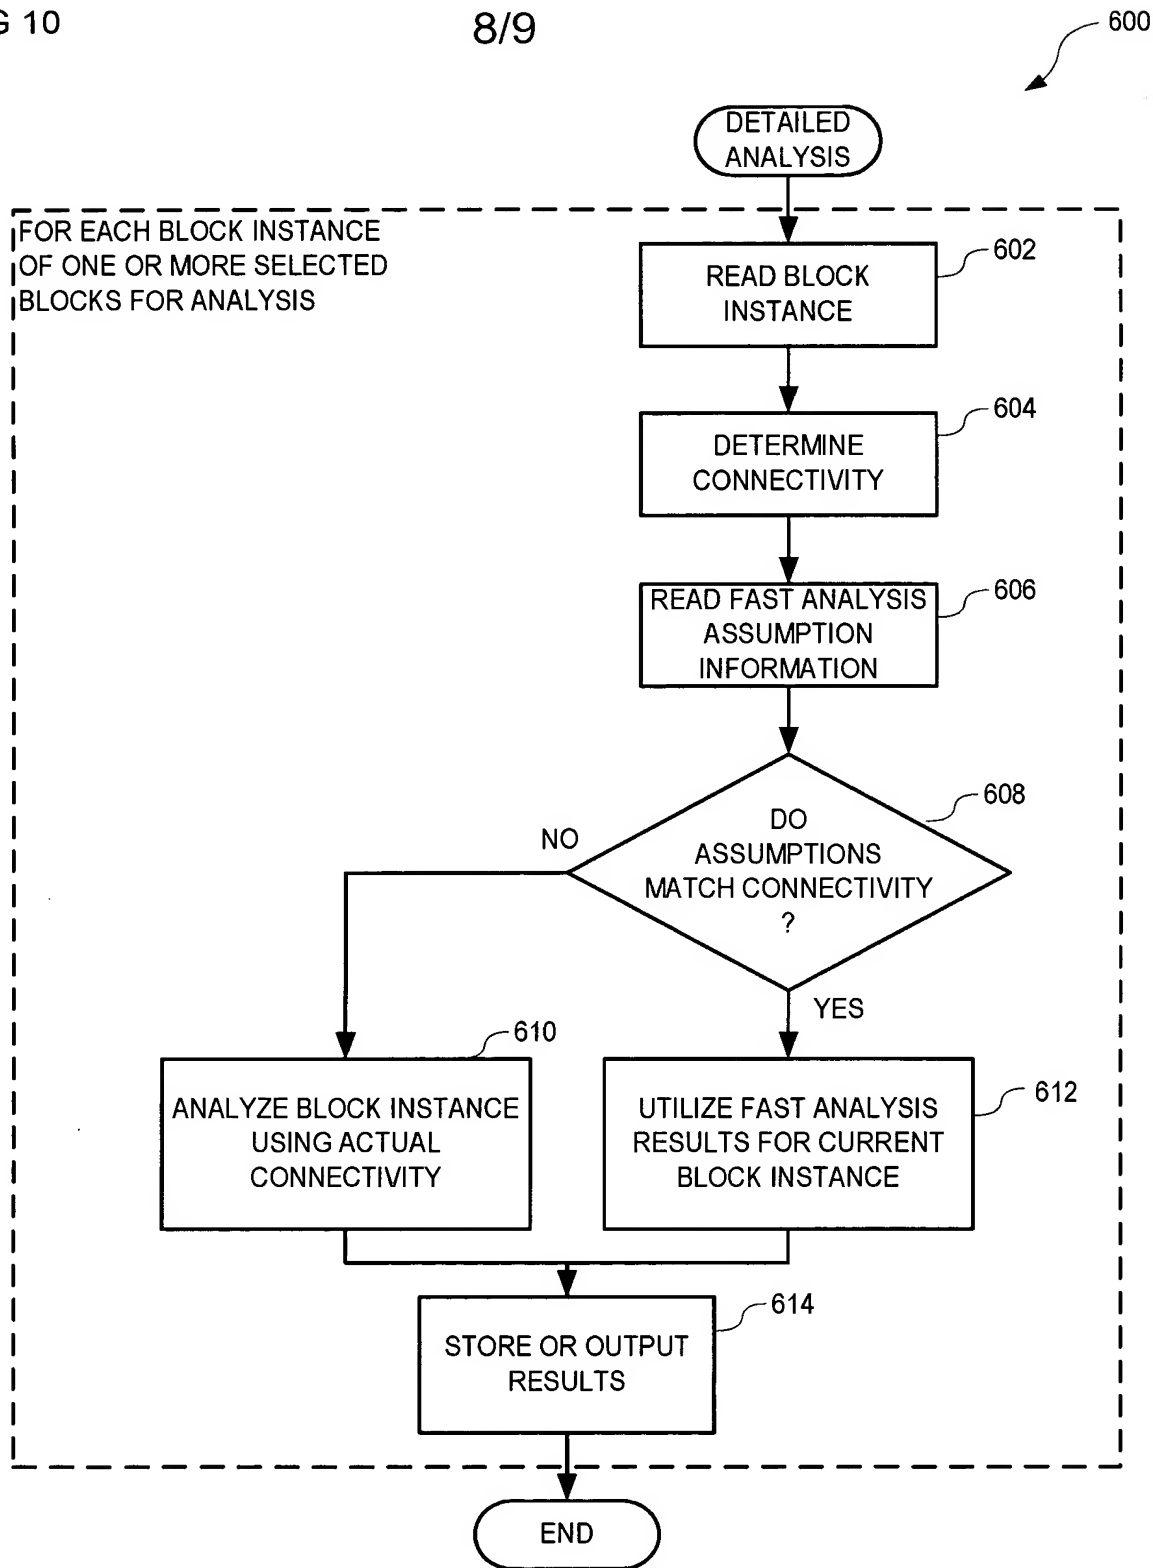 G 10
8/9
600
DETAILED
ANALYSIS
FOR EACH BLOCK INSTANCE
OF ONE OR MORE SELECTED
BLOCKS FOR ANALYSIS
602
READ BLOCK
INSTANCE
604
DETERMINE
CONNECTIVITY
606
READ FAST ANALYSIS
ASSUMPTION
INFORMATION
608
DO
ASSUMPTIONS
MATCH CONNECTIVITY
?
NO
YES
610
ANALYZE BLOCK INSTANCE
USING ACTUAL
CONNECTIVITY
612
UTILIZE FAST ANALYSIS
RESULTS FOR CURRENT
BLOCK INSTANCE
614
STORE OR OUTPUT
RESULTS
END